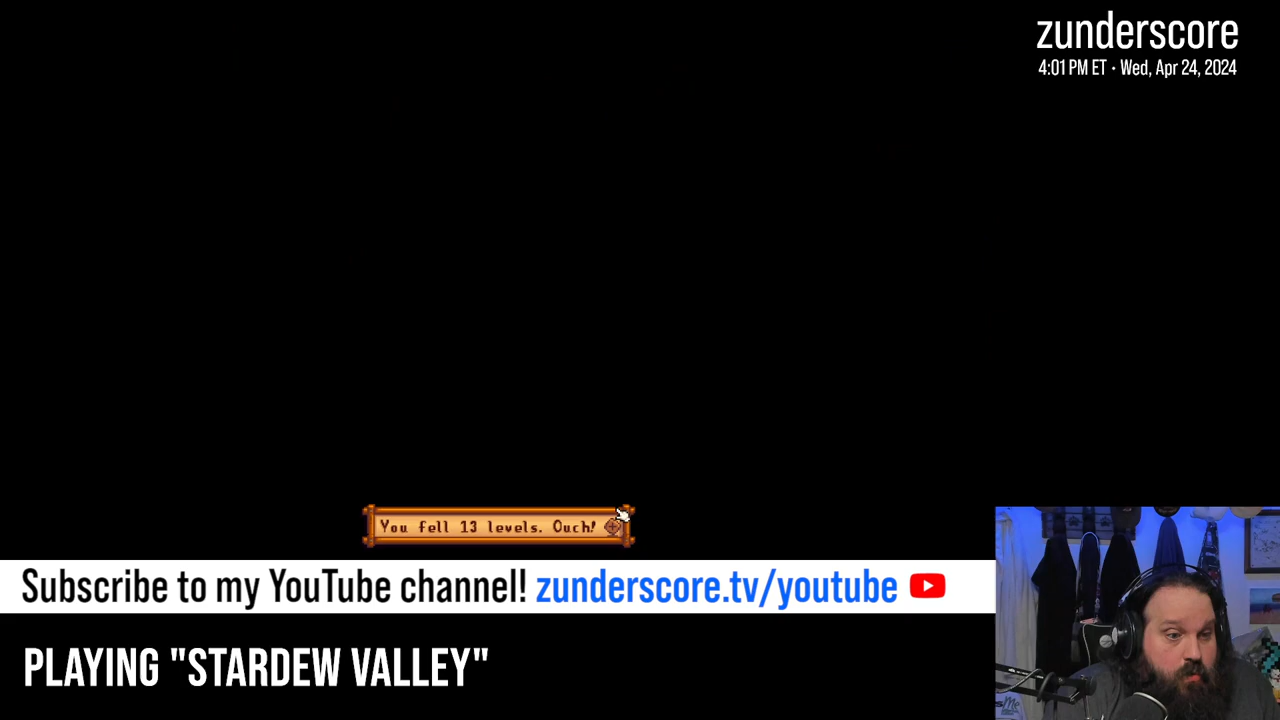 zunderscore
4:01 PM ET • Wed, Apr 24, 2024
You fell 13 levels. Ouch!
Subscribe to my YouTube channel! zunderscore.tv/youtube
PLAYING "STARDEW VALLEY"